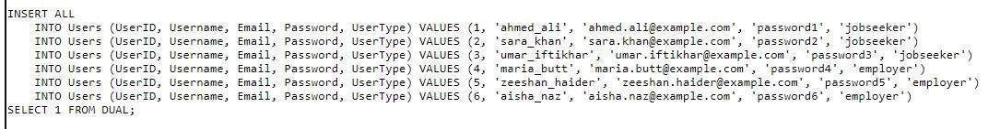 INSERT ALL
INTO Users (UserID, Username, Email, Password, UserType) VALUES (1, 'ahmed_ali', 'ahmed.ali@example.com', 'password1', 'jobseeker')
INTO Users (UserID, Username, Email, Password, UserType) VALUES (2, 'sara_khan', 'sara.khan@example.com', 'password2', 'jobseeker')
INTO Users (UserID, Username, Email, Password, UserType) VALUES (3, 'umar_iftikhar', 'umar.iftikhar@example.com', 'password3', 'jobseeker')
INTO Users (UserID, Username, Email, Password, UserType) VALUES (4, 'maria_butt', 'maria.butt@example.com', 'password4', 'employer')
INTO Users (UserID, Username, Email, Password, UserType) VALUES (5, 'zeeshan_haider', 'zeeshan.haider@example.com', 'password5', 'employer')
INTO Users (UserID, Username, Email, Password, UserType) VALUES (6, 'aisha_naz', 'aisha.naz@example.com', 'password6', 'employer')
SELECT 1 FROM DUAL;